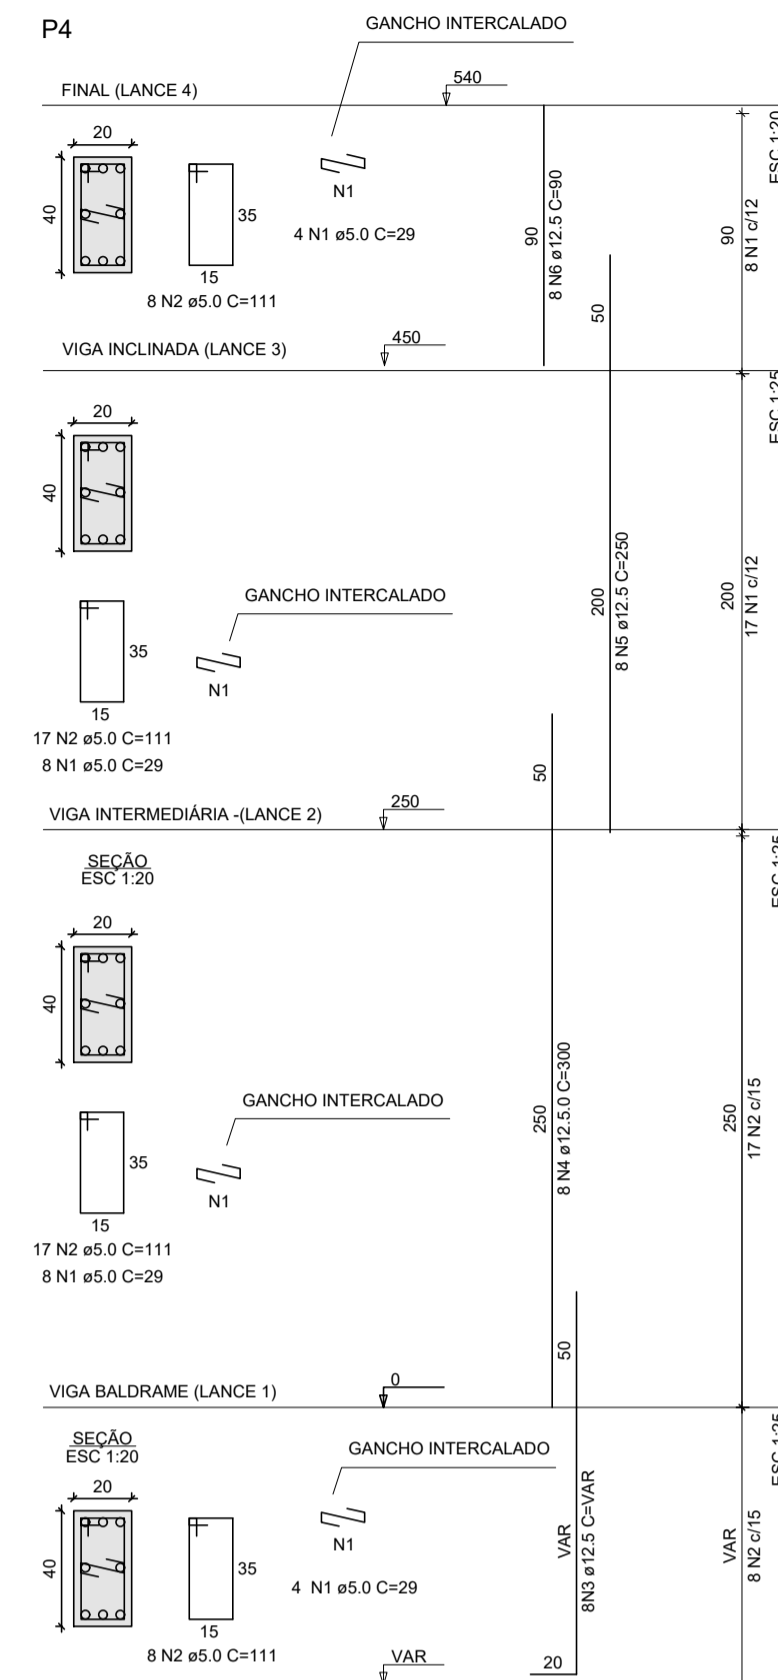 P4
GANCHO INTERCALADO
FINAL (LANCE 4)
540
20
40
35
15
8 N2 ø5.0 C=111
N1
4 N1 ø5.0 C=29
90
8 N6 ø12.5 C=90
50
90
8 N1 c/12
ESC 1:20
VIGA INCLINADA (LANCE 3)
450
20
40
GANCHO INTERCALADO
35
15
N1
17 N2 ø5.0 C=111
8 N1 ø5.0 C=29
200
8 N5 ø12.5 C=250
50
200
17 N1 c/12
ESC 1:25
VIGA INTERMEDIÁRIA -(LANCE 2)
250
SEÇÃO
ESC 1:20
20
40
GANCHO INTERCALADO
35
15
N1
17 N2 ø5.0 C=111
8 N1 ø5.0 C=29
250
8 N4 ø12.5.0 C=300
50
250
17 N2 c/15
ESC 1:25
VIGA BALDRAME (LANCE 1)
0
SEÇÃO
ESC 1:20
20
40
GANCHO INTERCALADO
35
15
8 N2 ø5.0 C=111
N1
4 N1 ø5.0 C=29
VAR
VAR
8N3 ø12.5 C=VAR
20
VAR
8 N2 c/15
ESC 1:25